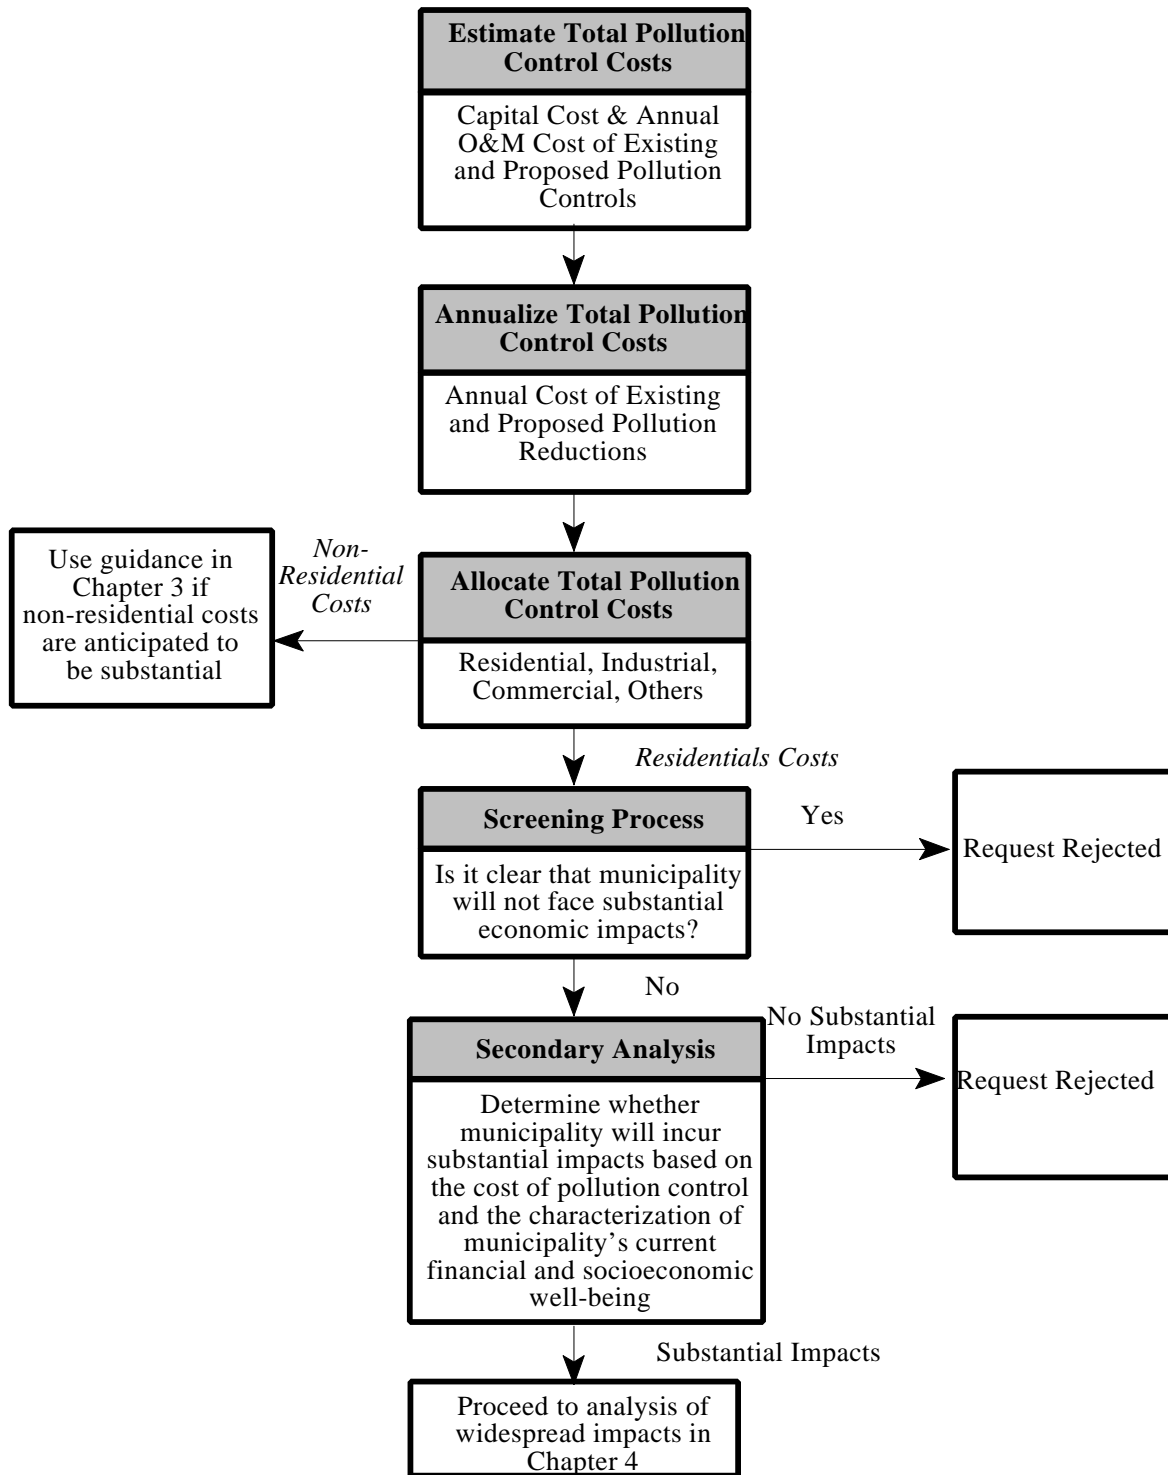 Estimate Total Pollution
Control Costs
Capital Cost & Annual
O&M Cost of Existing
and Proposed Pollution
Controls
Annualize Total Pollution
Control Costs
Annual Cost of Existing
and Proposed Pollution
Reductions
Use guidance in
Chapter 3 if
non-residential costs
are anticipated to
be substantial
Non-
Residential
Costs
Allocate Total Pollution
Control Costs
Residential, Industrial,
Commercial, Others
Residentials Costs
Screening Process
Is it clear that municipality
will not face substantial
economic impacts?
Yes
Request Rejected
No
Secondary Analysis
Determine whether
municipality will incur
substantial impacts based on
the cost of pollution control
and the characterization of
municipality’s current
financial and socioeconomic
well-being
No Substantial
Impacts
Request Rejected
Substantial Impacts
Proceed to analysis of
widespread impacts in
Chapter 4